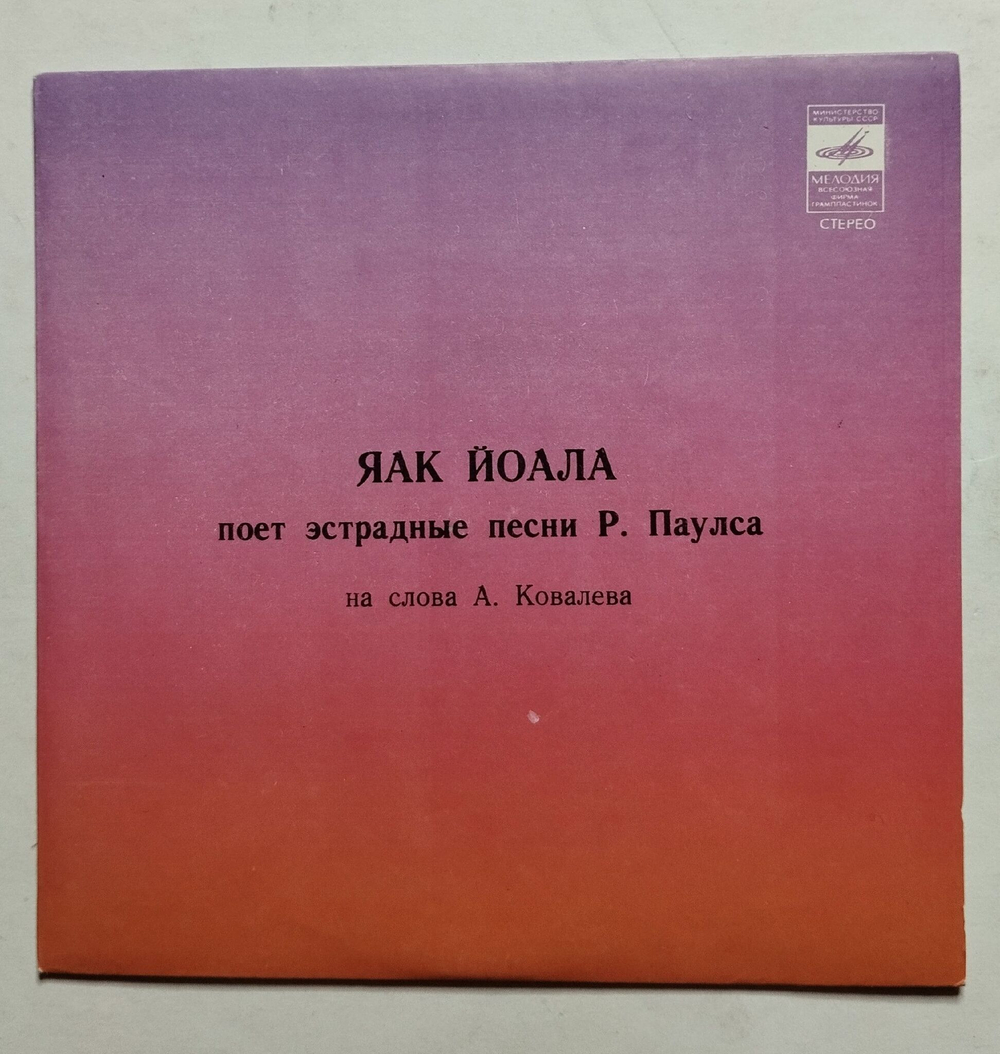 МИНИСТЕРСТВО
КУЛЬТУРЫ СССР
МЕЛОДИЯ
ВСЕСОЮЗНАЯ
ФИРМА
ГРАМПЛАСТИНОК
СТЕРЕО
ЯАК ЙОАЛА
поет эстрадные песни Р. Паулса
на слова А. Ковалева